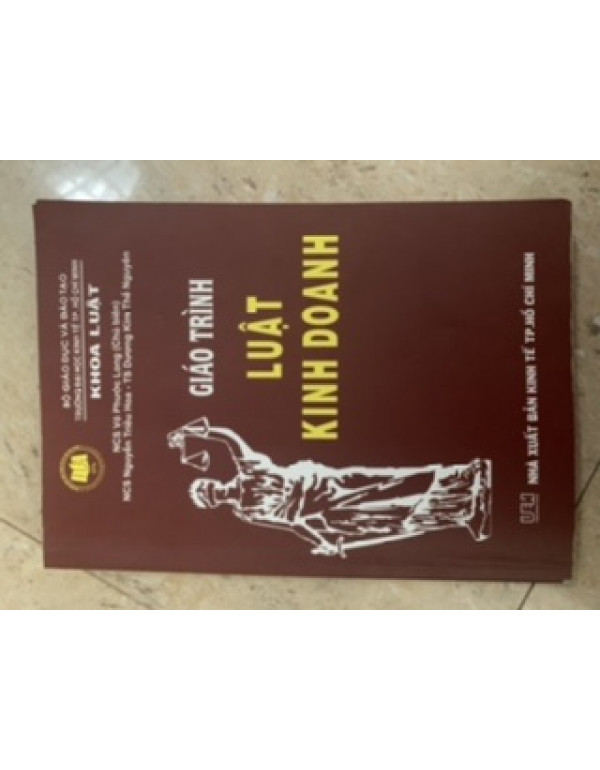 BỘ GIÁO DỤC VÀ ĐÀO TẠO
TRƯỜNG ĐẠI HỌC KINH TẾ TP. HỒ CHÍ MINH
KHOA LUẬT
NCS Võ Phước Long (Chủ biên)
NCS Nguyễn Triều Hoa - TS Dương Kim Thế Nguyên
GIÁO TRÌNH
LUẬT
KINH DOANH
UEH NHÀ XUẤT BẢN KINH TẾ TP.HỒ CHÍ MINH